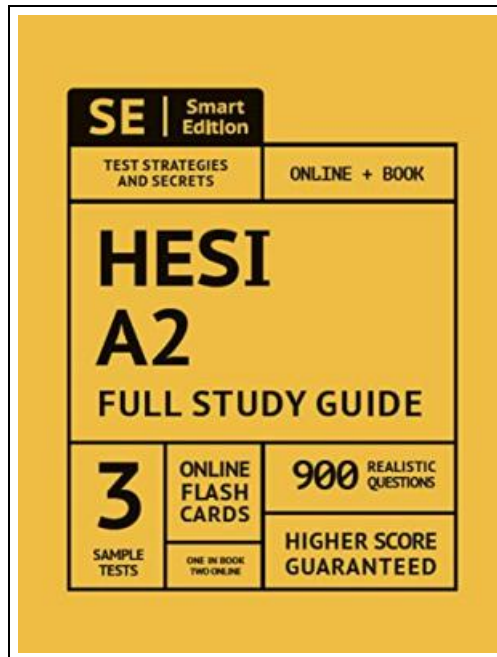 SE | Smart
Edition
TEST STRATEGIES
AND SECRETS
ONLINE + BOOK
HESI
A2
FULL STUDY GUIDE
3
SAMPLE
TESTS
ONLINE
FLASH
CARDS
ONE IN BOOK
TWO ONLINE
900 REALISTIC
QUESTIONS
HIGHER SCORE
GUARANTEED